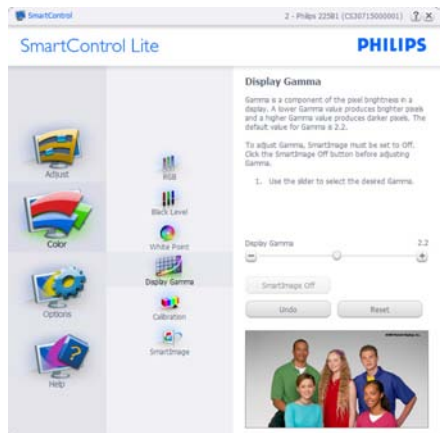 SmartControl
2 - Philips 225B1 (CS30715000001)
SmartControl Lite
PHILIPS
Adjust
Color
Options
Help
RGB
Black Level
White Point
Display Gamma
Calibration
SmartImage
Display Gamma
Gamma is a component of the pixel brightness in a
display. A lower Gamma value produces brighter pixels
and a higher Gamma value produces darker pixels. The
default value for Gamma is 2.2.
To adjust Gamma, SmartImage must be set to Off.
Click the SmartImage Off button before adjusting
Gamma.
1. Use the slider to select the desired Gamma.
Display Gamma
2.2
SmartImage Off
Undo
Reset